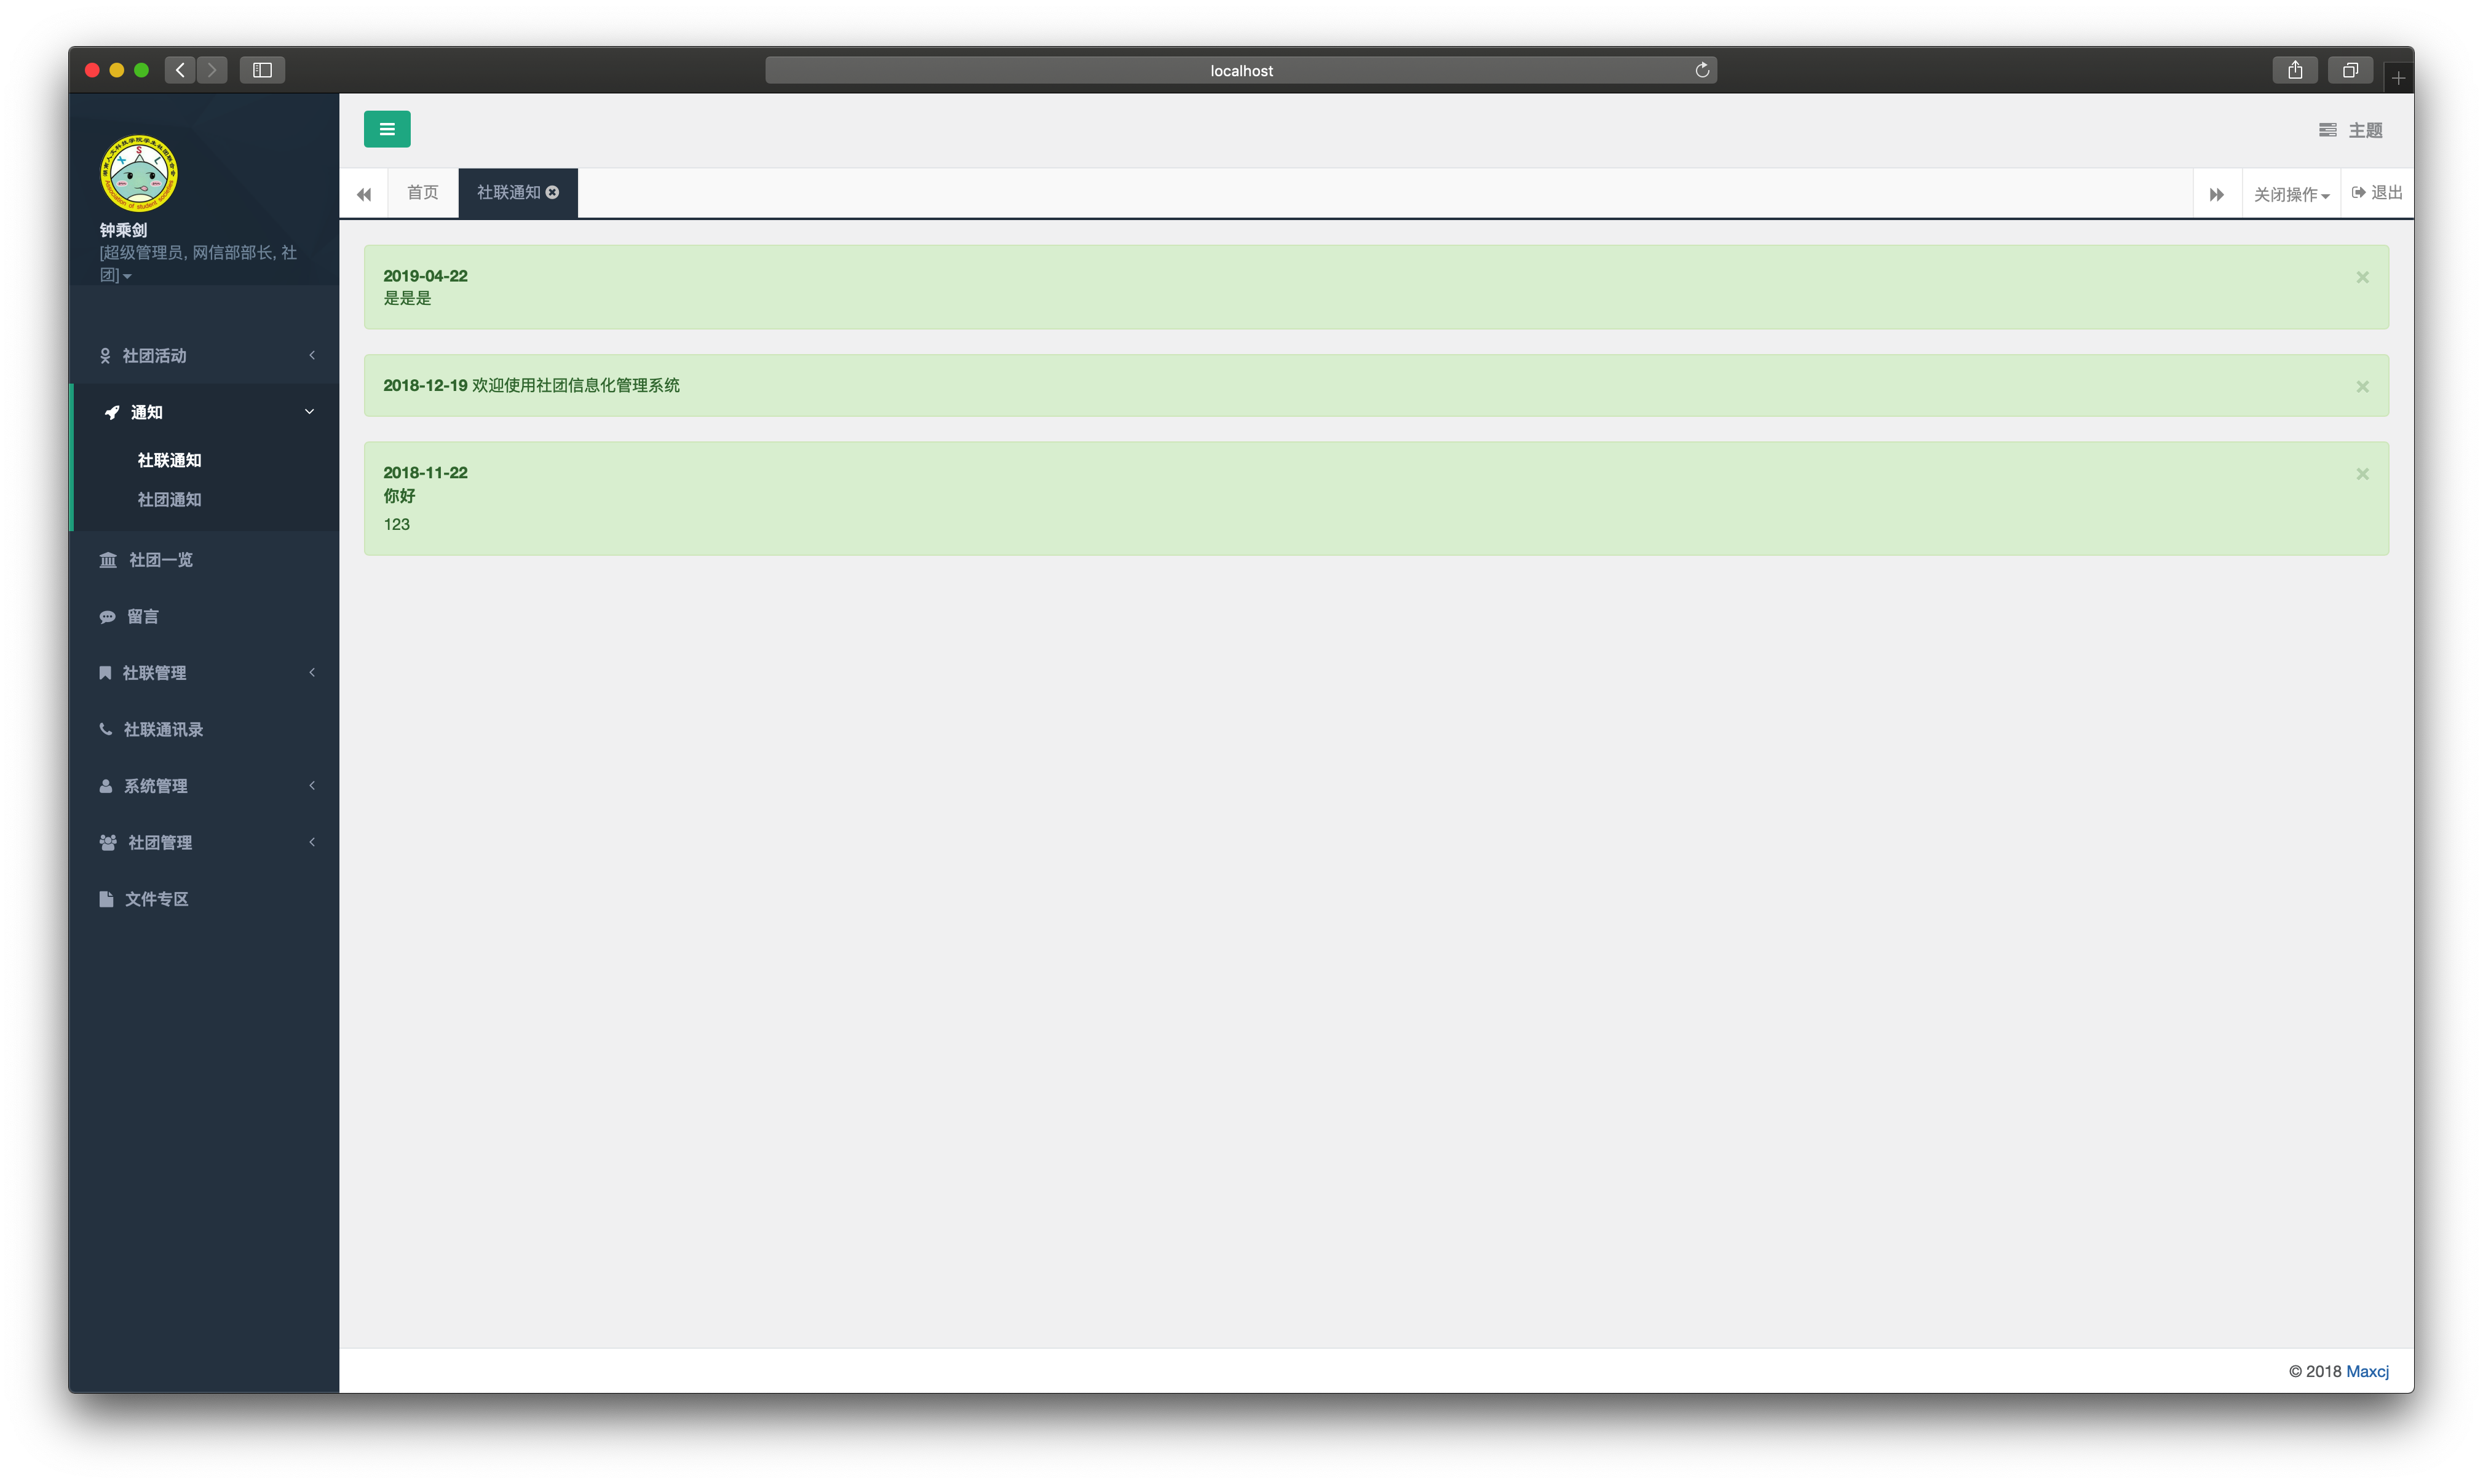 localhost
S
X L
Association of student societies
钟乘剑
[超级管理员, 网信部部长, 社
团]
社团活动
通知
社联通知
社团通知
社团一览
留言
社联管理
社联通讯录
系统管理
社团管理
文件专区
主题
首页
社联通知
关闭操作
退出
2019-04-22
是是是
2018-12-19 欢迎使用社团信息化管理系统
2018-11-22
你好
123
© 2018 Maxcj